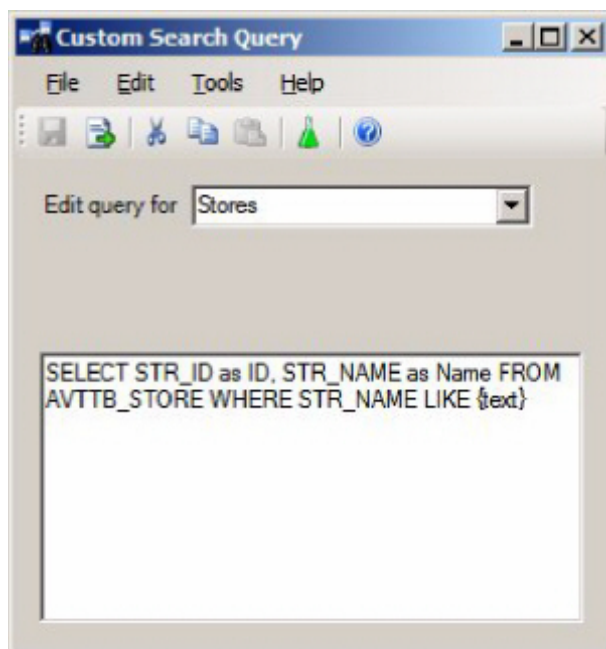 Custom Search Query
File Edit Tools Help
Edit query for Stores
SELECT STR_ID as ID, STR_NAME as Name FROM
AVTTB_STORE WHERE STR_NAME LIKE {text}